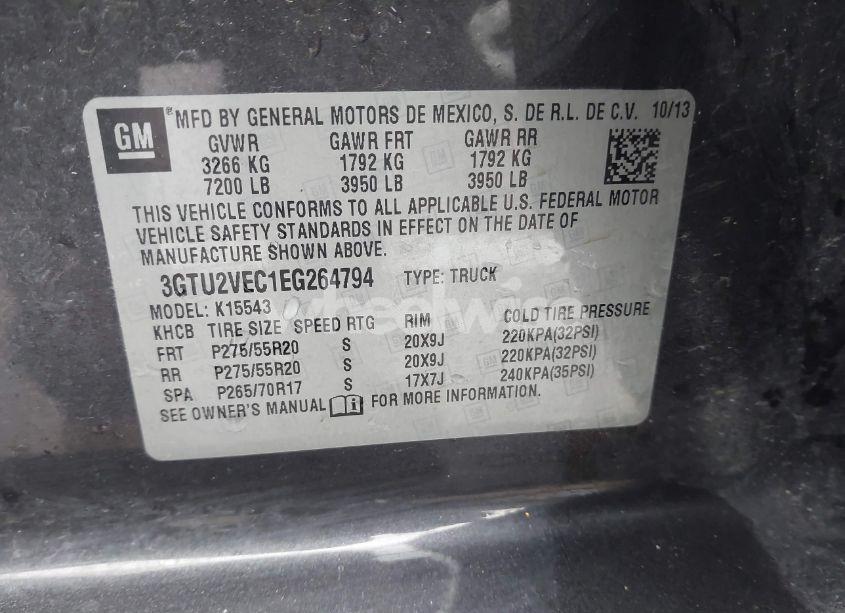 GM ® MFD BY GENERAL MOTORS DE MEXICO, S. DE R.L. DE C.V. 10/13
GVWR GAWR FRT GAWR RR
3266 KG 1792 KG 1792 KG
7200 LB 3950 LB 3950 LB
THIS VEHICLE CONFORMS TO ALL APPLICABLE U.S. FEDERAL MOTOR
VEHICLE SAFETY STANDARDS IN EFFECT ON THE DATE OF
MANUFACTURE SHOWN ABOVE.
3GTU2VEC1EG264794 TYPE: TRUCK
MODEL: K15543
KHCB TIRE SIZE SPEED RTG RIM COLD TIRE PRESSURE
FRT P275/55R20 S 20X9J 220KPA(32PSI)
RR P275/55R20 S 20X9J 220KPA(32PSI)
SPA P265/70R17 S 17X7J 240KPA(35PSI)
SEE OWNER'S MANUAL FOR MORE INFORMATION.